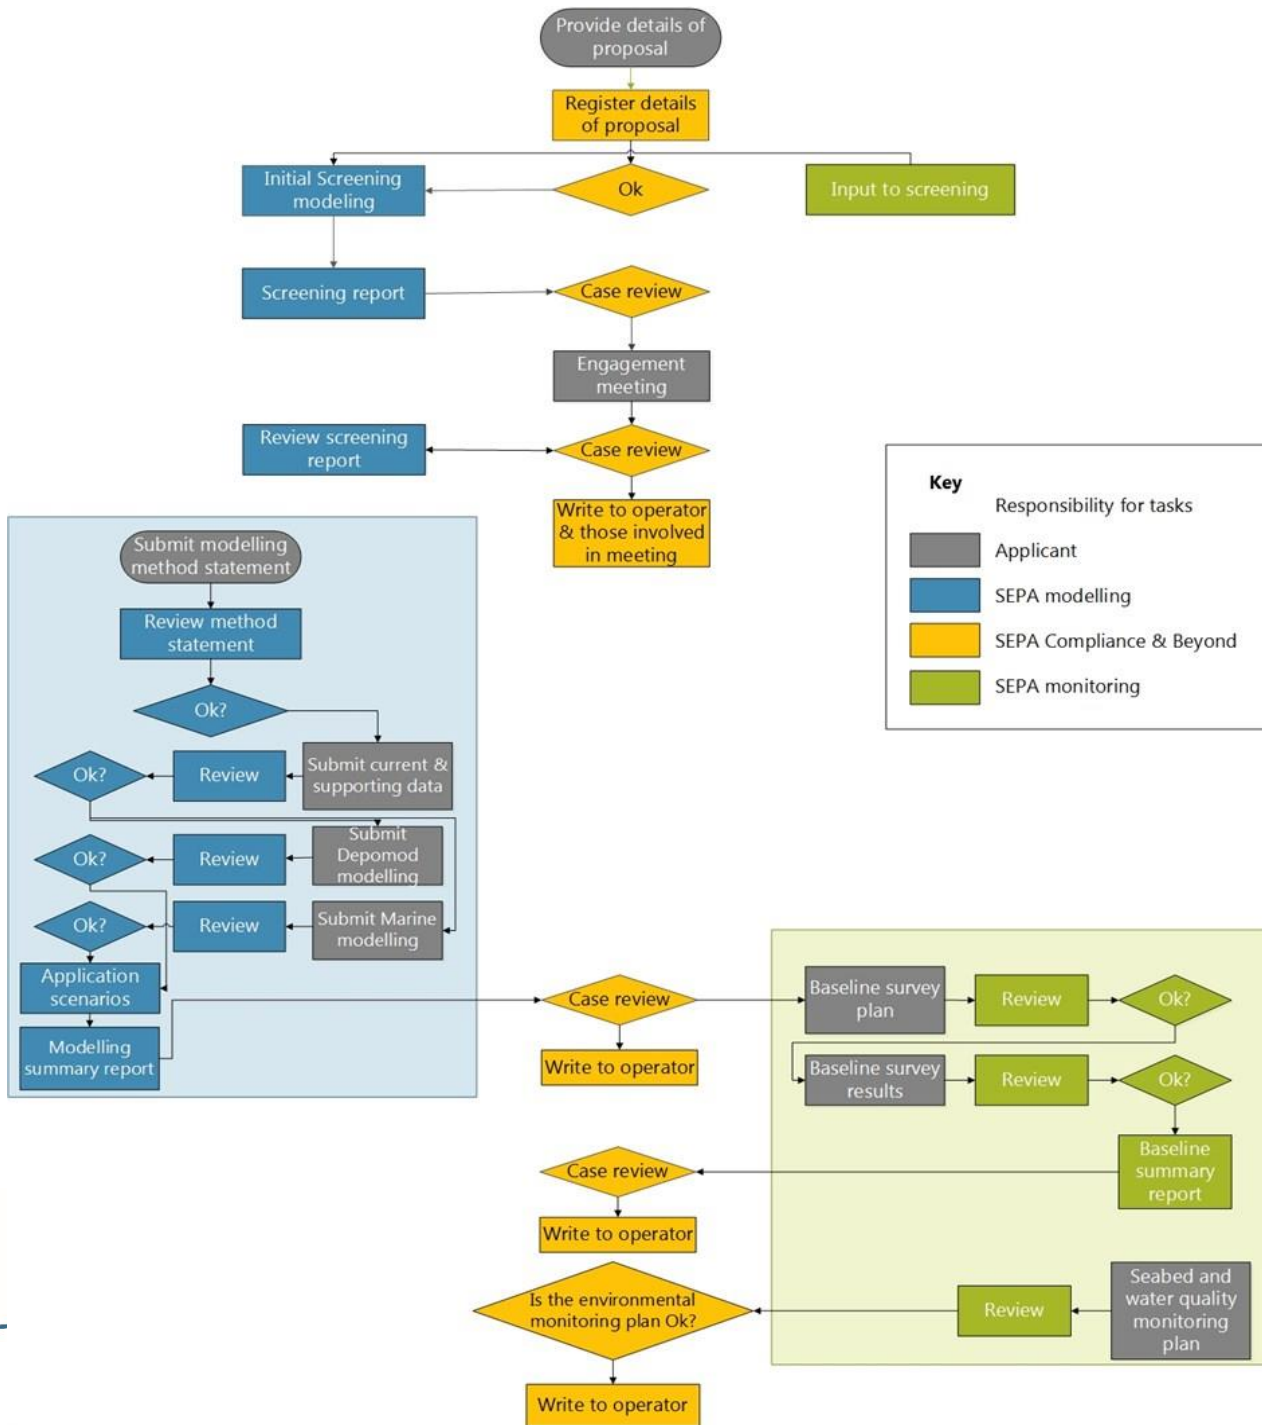 Provide details of
proposal
Register details
of proposal
Initial Screening
modeling
Ok
Input to screening
Screening report
Case review
Engagement
meeting
Review screening
report
Case review
Write to operator
& those involved
in meeting
Key
Responsibility for tasks
Applicant
SEPA modelling
SEPA Compliance & Beyond
SEPA monitoring
Submit modelling
method statement
Review method
statement
Ok?
Ok?
Review
Submit current &
supporting data
Ok?
Review
Submit
Depomod
modelling
Ok?
Review
Submit Marine
modelling
Application
scenarios
Modelling
summary report
Case review
Write to operator
Baseline survey
plan
Review
Ok?
Baseline survey
results
Review
Ok?
Baseline
summary
report
Case review
Write to operator
Is the environmental
monitoring plan Ok?
Review
Seabed and
water quality
monitoring
plan
Write to operator